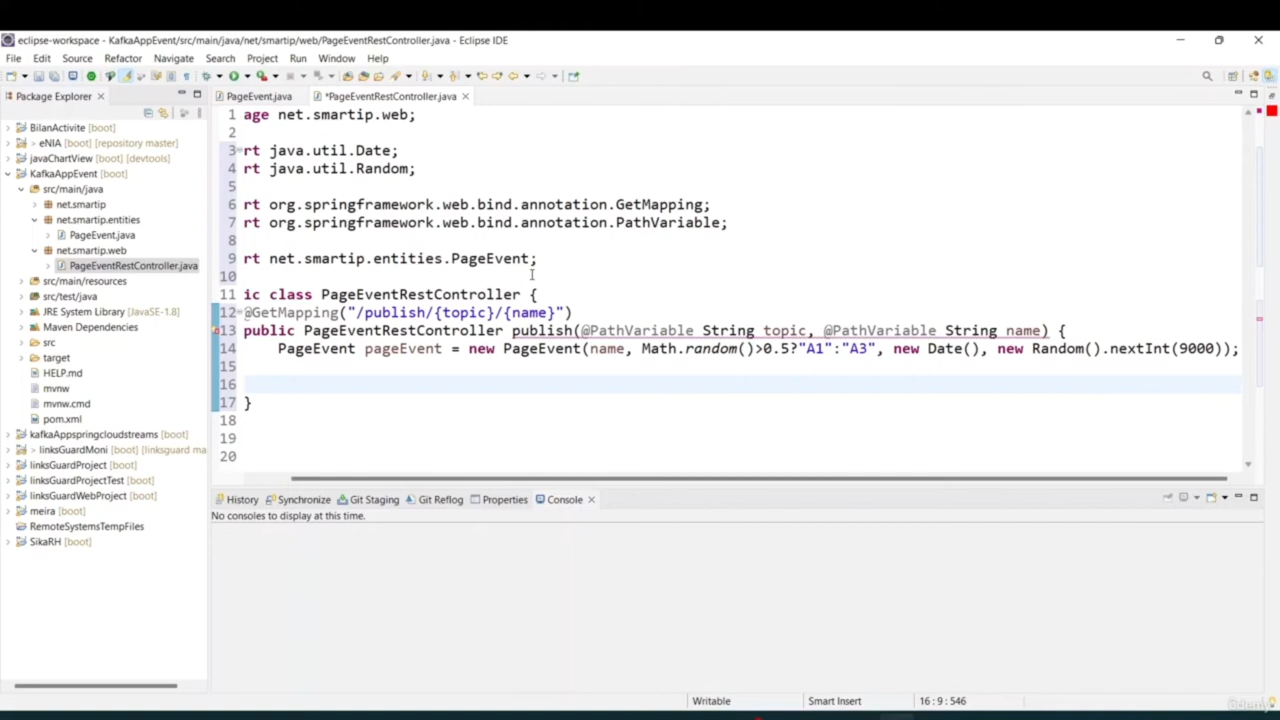 eclipse-workspace - KafkaAppEvent/src/main/java/net/smartip/web/PageEventRestController.java - Eclipse IDE
File Edit Source Refactor Navigate Search Project Run Window Help
Package Explorer
PageEvent.java
*PageEventRestController.java
BilanActivite [boot]
> eNIA [boot] [repository master]
javaChartView [boot] [devtools]
KafkaAppEvent [boot]
src/main/java
net.smartip
net.smartip.entities
PageEvent.java
net.smartip.web
PageEventRestController.java
src/main/resources
src/test/java
JRE System Library [JavaSE-1.8]
Maven Dependencies
src
target
HELP.md
mvnw
mvnw.cmd
pom.xml
kafkaAppspringcloudstreams [boot]
> linksGuardMoni [boot] [linksguard ma
linksGuardProject [boot]
linksGuardProjectTest [boot]
linksGuardWebProject [boot]
meira [boot]
RemoteSystemsTempFiles
SikaRH [boot]
1 age net.smartip.web;
2
3 rt java.util.Date;
4 rt java.util.Random;
5
6 rt org.springframework.web.bind.annotation.GetMapping;
7 rt org.springframework.web.bind.annotation.PathVariable;
8
9 rt net.smartip.entities.PageEvent;
10
11 ic class PageEventRestController {
12 @GetMapping("/publish/{topic}/{name}")
13 public PageEventRestController publish(@PathVariable String topic, @PathVariable String name) {
14 PageEvent pageEvent = new PageEvent(name, Math.random()>0.5?"A1":"A3", new Date(), new Random().nextInt(9000));
15
16
17 }
18
19
20
History Synchronize Git Staging Git Reflog Properties Console
No consoles to display at this time.
Writable Smart Insert 16 : 9 : 546
Udemy